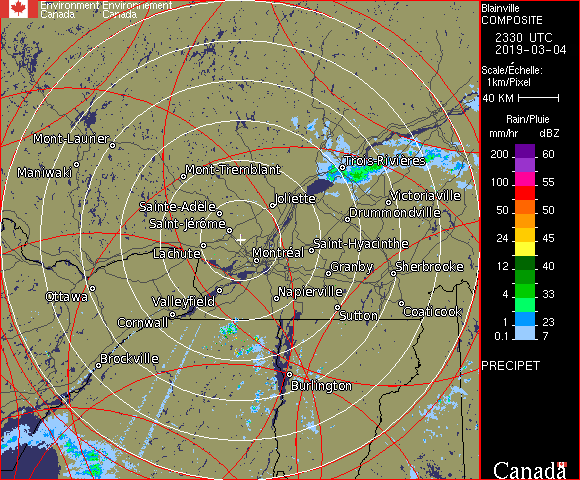 Environment Environnement
Canada Canada
Blainville
COMPOSITE
2330 UTC
2019-03-04
Scale/Échelle:
1km/Pixel
40 KM
Rain/Pluie
mm/hr dBZ
200 60
100 55
50 50
24 45
12 40
4 33
1 23
0.1 7
PRECIPET
Canada
Mont-Laurier
Maniwaki
Mont-Tremblant
Trois-Rivières
Joliette
Victoriaville
Sainte-Adèle
Drummondville
Saint-Jérôme
Lachute
Montréal
Saint-Hyacinthe
Granby
Sherbrooke
Ottawa
Valleyfield
Napierville
Coaticook
Cornwall
Sutton
Brockville
Burlington